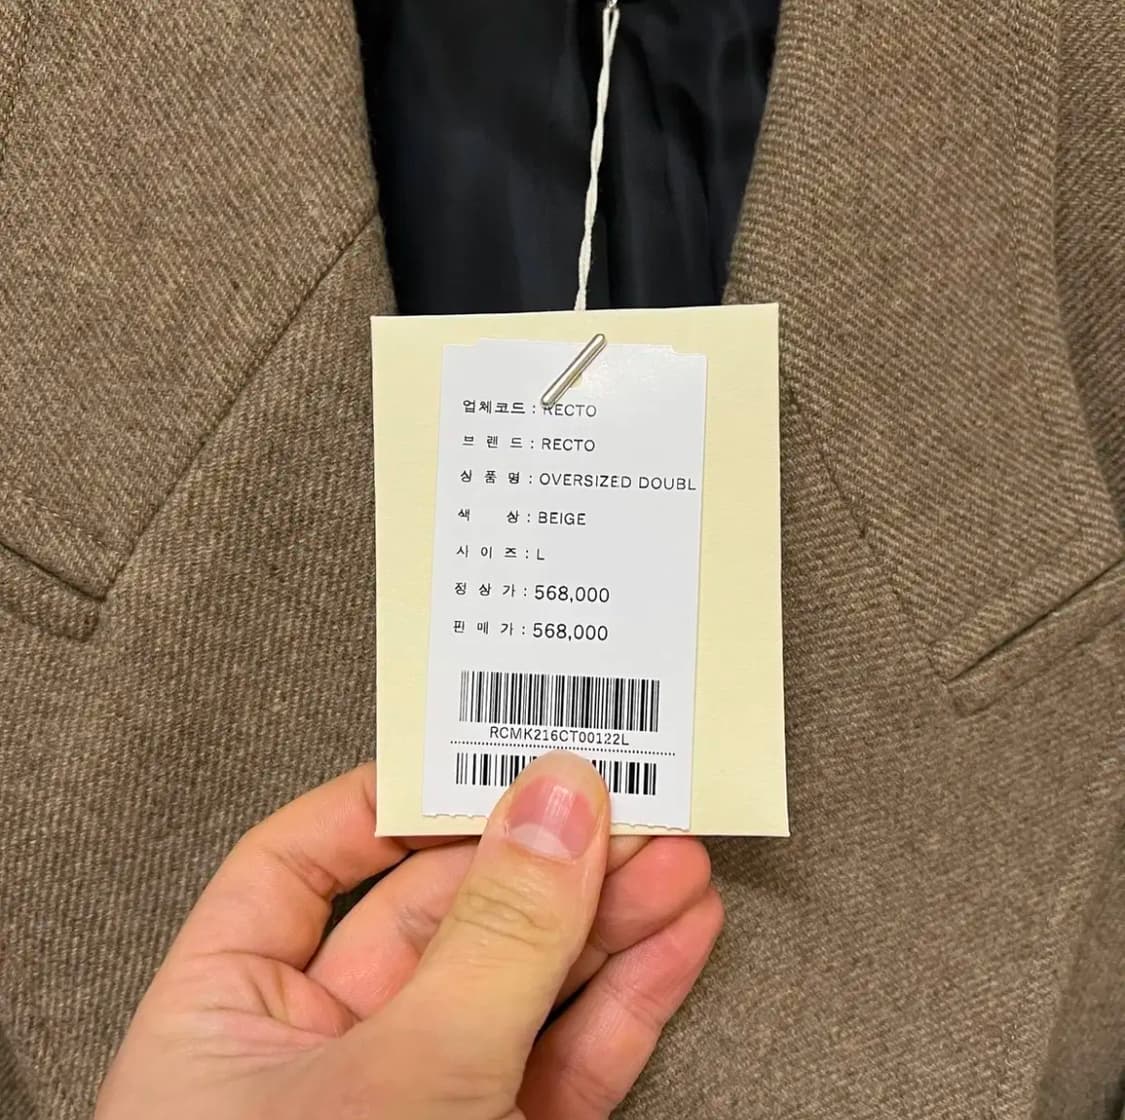 업체코드 : RECTO
브 랜 드 : RECTO
상 품 명 : OVERSIZED DOUBL
색 상 : BEIGE
사 이 즈 : L
정 상 가 : 568,000
판 매 가 : 568,000
RCMK216CT00122L